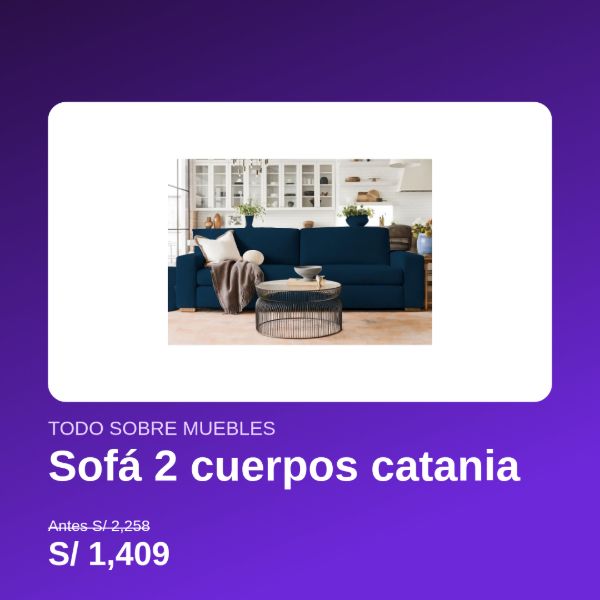 TODO SOBRE MUEBLES
Sofá 2 cuerpos catania
Antes S/ 2,258
S/ 1,409